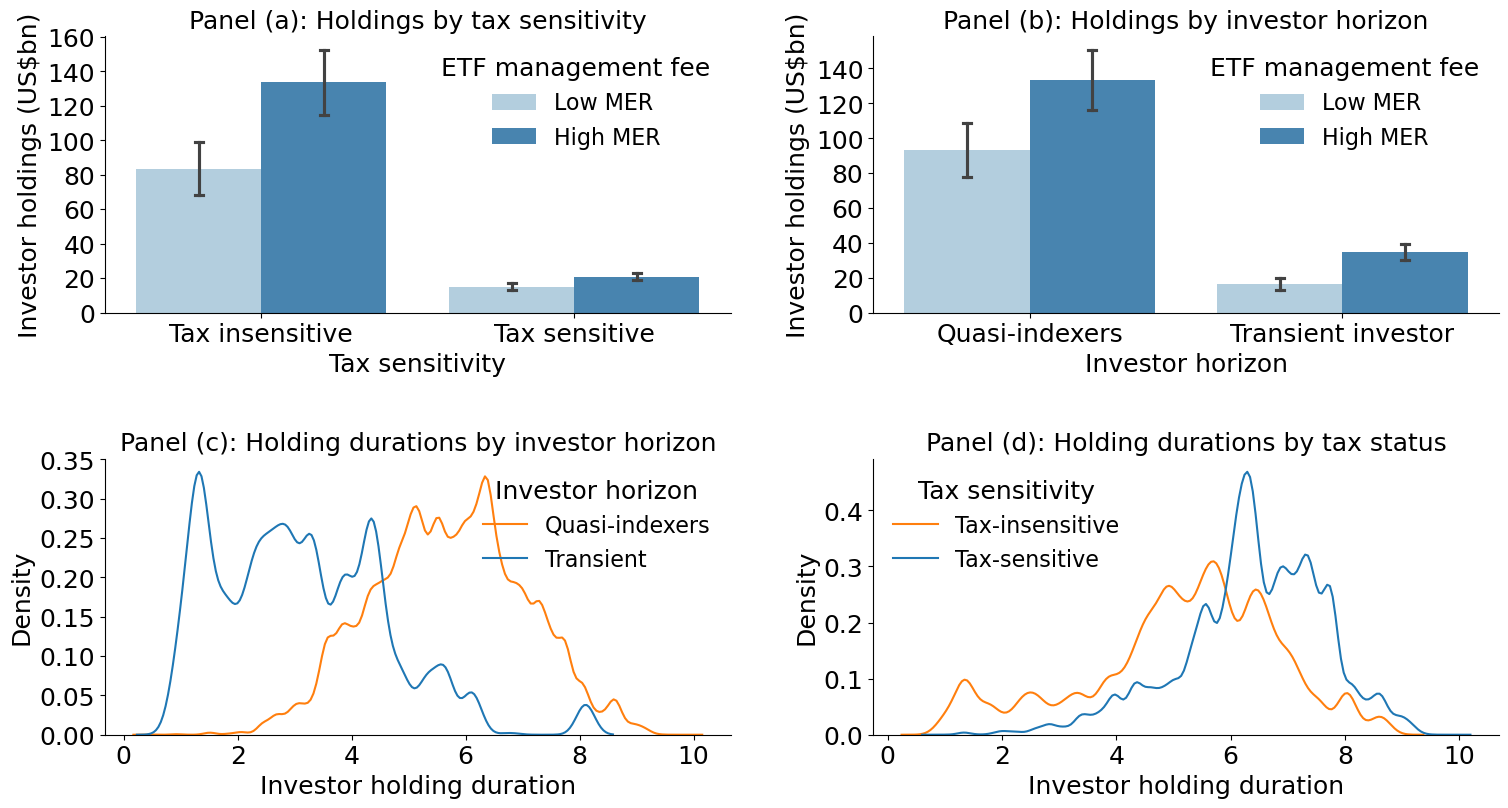 Panel (a): Holdings by tax sensitivity
Investor holdings (US$bn)
160
140
120
100
80
60
40
20
0
ETF management fee
Low MER
High MER
Tax insensitive
Tax sensitive
Tax sensitivity
Panel (b): Holdings by investor horizon
Investor holdings (US$bn)
140
120
100
80
60
40
20
0
ETF management fee
Low MER
High MER
Quasi-indexers
Transient investor
Investor horizon
Panel (c): Holding durations by investor horizon
Density
0.35
0.30
0.25
0.20
0.15
0.10
0.05
0.00
Investor horizon
Quasi-indexers
Transient
0 2 4 6 8 10
Investor holding duration
Panel (d): Holding durations by tax status
Density
0.4
0.3
0.2
0.1
0.0
Tax sensitivity
Tax-insensitive
Tax-sensitive
0 2 4 6 8 10
Investor holding duration